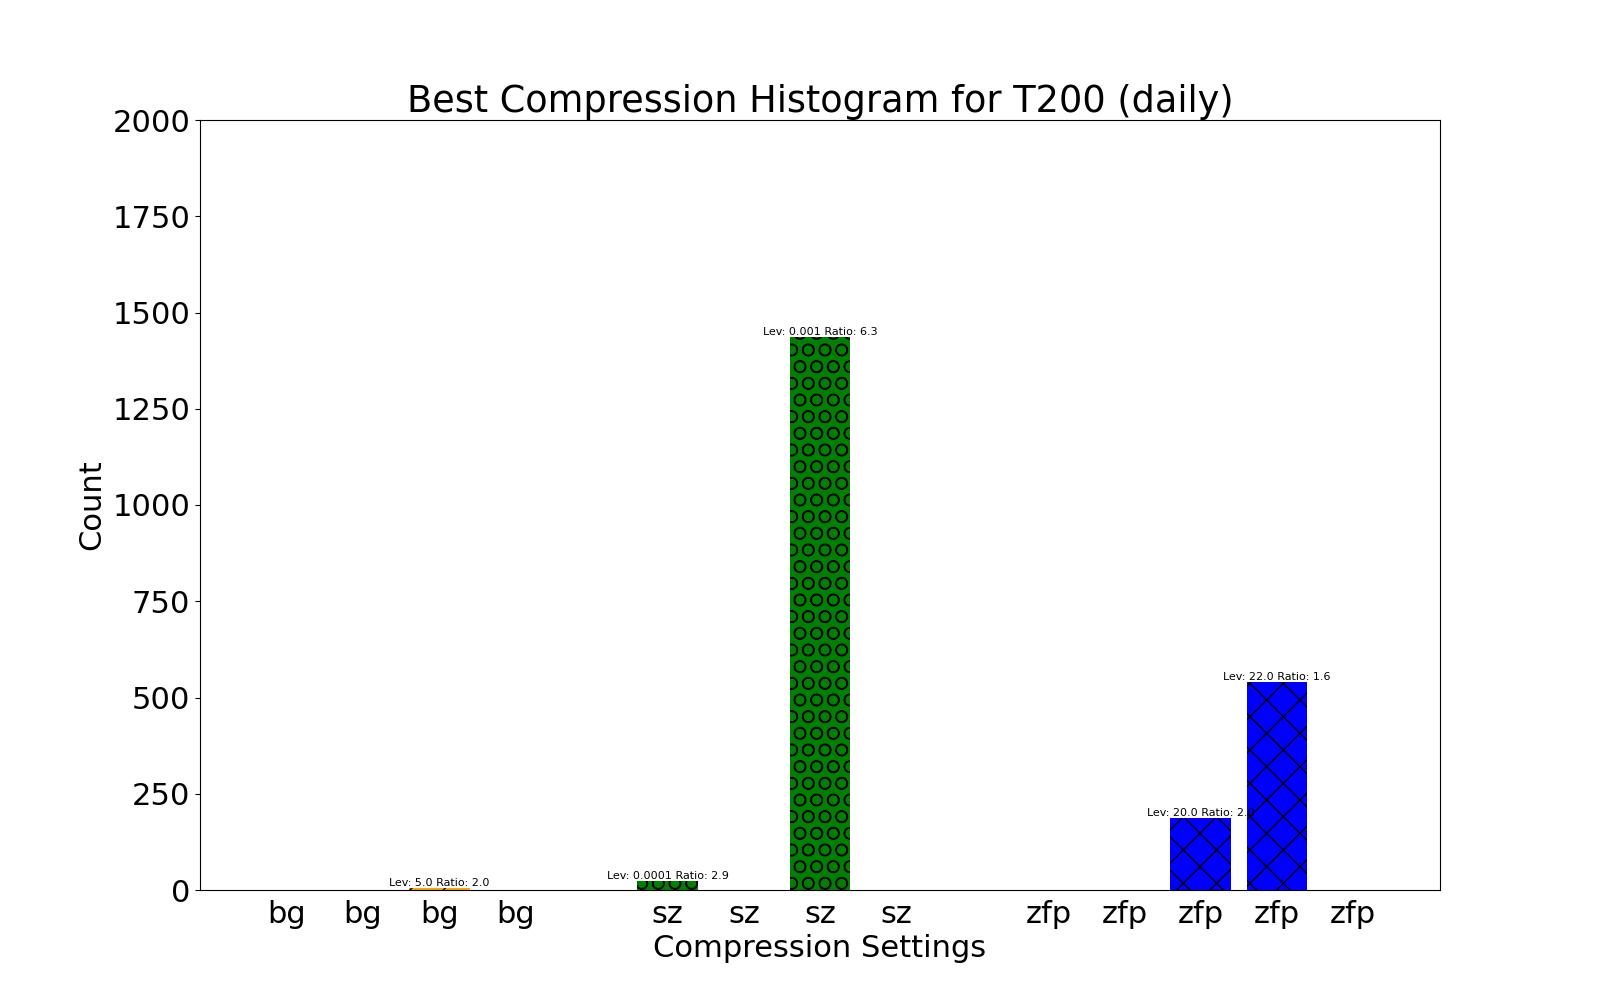 Best Compression Histogram for T200 (daily)
2000
1750
1500
1250
1000
750
500
250
0
Count
Lev: 5.0 Ratio: 2.0
Lev: 0.0001 Ratio: 2.9
Lev: 0.001 Ratio: 6.3
Lev: 20.0 Ratio:
Lev: 22.0 Ratio: 1.6
bg bg bg bg sz sz sz sz zfp zfp zfp zfp zfp
Compression Settings